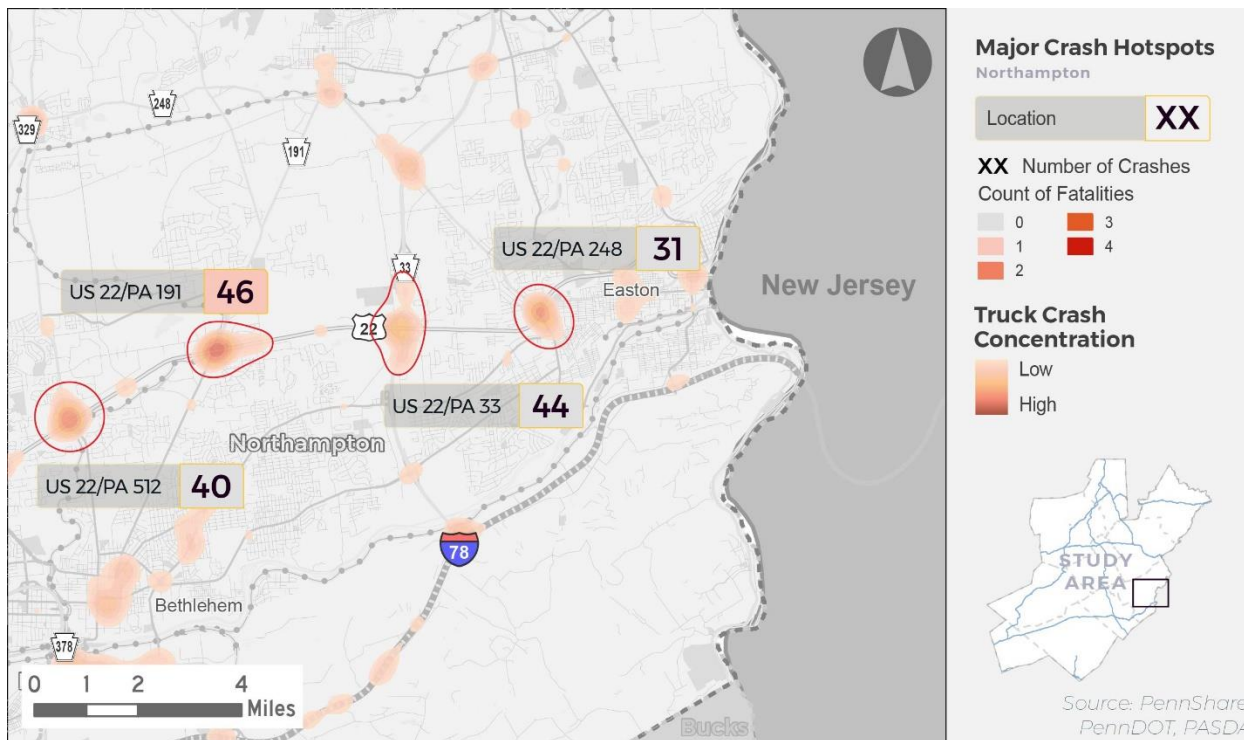 248
329
191
33
US 22/PA 248 31
Easton
New Jersey
US 22/PA 191 46
22
US 22/PA 33 44
Northampton
US 22/PA 512 40
78
Bethlehem
378
0 1 2 4
Miles
Bucks
Major Crash Hotspots
Northampton
Location XX
XX Number of Crashes
Count of Fatalities
0 3
1 4
2
Truck Crash
Concentration
Low
High
STUDY
AREA
Source: PennShare
PennDOT, PASDA